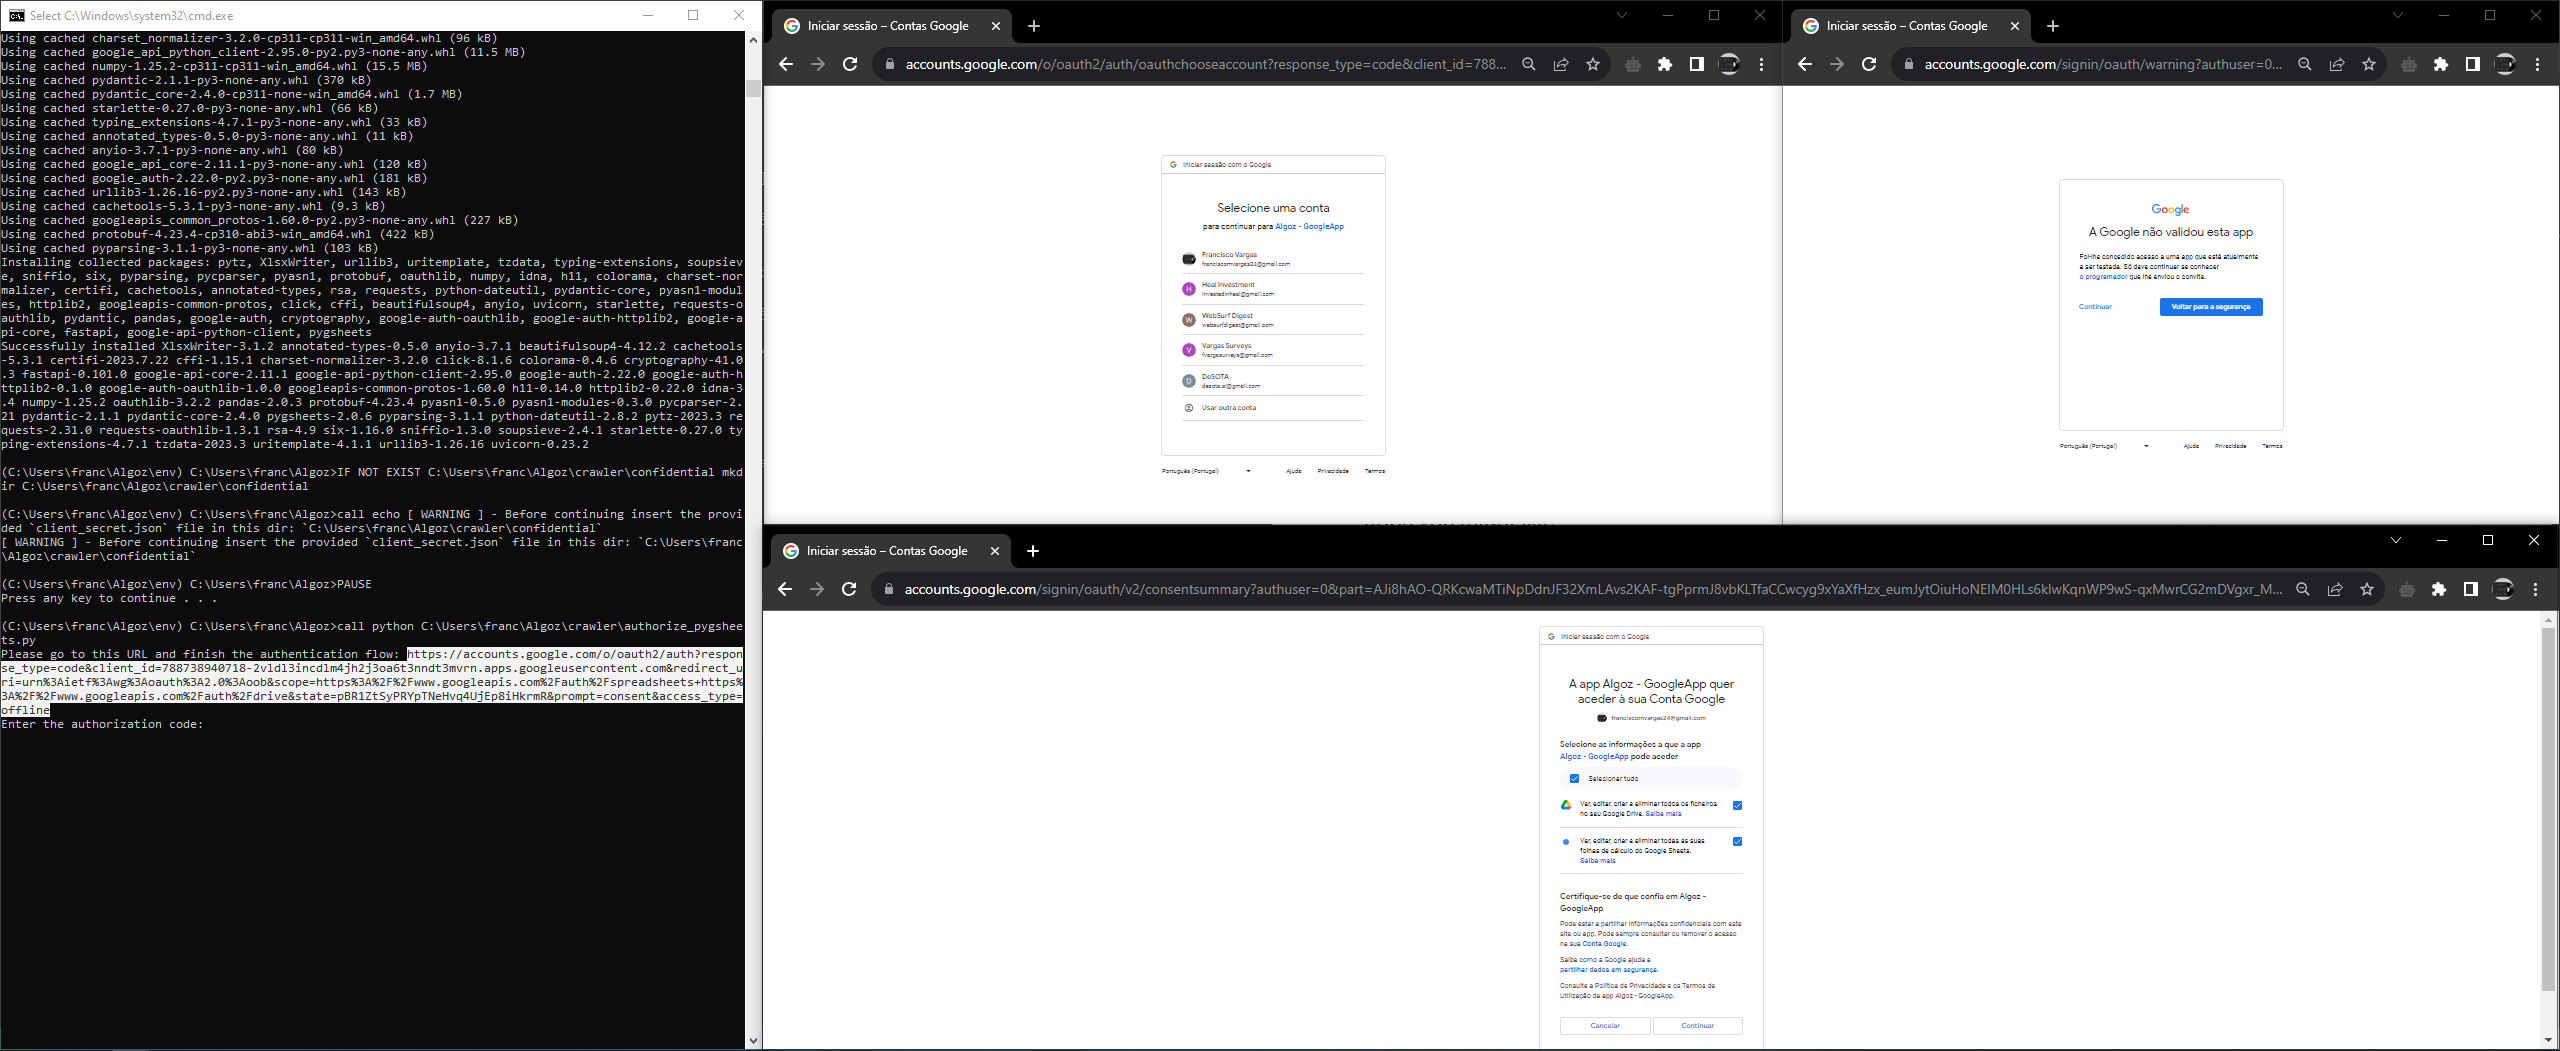 Select C:\Windows\system32\cmd.exe
Using cached charset_normalizer-3.2.0-cp311-cp311-win_amd64.whl (96 kB)
Using cached google_api_python_client-2.95.0-py2.py3-none-any.whl (11.5 MB)
Using cached numpy-1.25.2-cp311-cp311-win_amd64.whl (15.5 MB)
Using cached pydantic-2.1.1-py3-none-any.whl (370 kB)
Using cached pydantic_core-2.4.0-cp311-none-win_amd64.whl (1.7 MB)
Using cached starlette-0.27.0-py3-none-any.whl (66 kB)
Using cached typing_extensions-4.7.1-py3-none-any.whl (33 kB)
Using cached annotated_types-0.5.0-py3-none-any.whl (11 kB)
Using cached anyio-3.7.1-py3-none-any.whl (80 kB)
Using cached google_api_core-2.11.1-py3-none-any.whl (120 kB)
Using cached google_auth-2.22.0-py2.py3-none-any.whl (181 kB)
Using cached urllib3-1.26.16-py2.py3-none-any.whl (143 kB)
Using cached cachetools-5.3.1-py3-none-any.whl (9.3 kB)
Using cached googleapis_common_protos-1.60.0-py2.py3-none-any.whl (227 kB)
Using cached protobuf-4.23.4-cp310-abi3-win_amd64.whl (422 kB)
Using cached pyparsing-3.1.1-py3-none-any.whl (103 kB)
Installing collected packages: pytz, XlsxWriter, urllib3, uritemplate, tzdata, typing-extensions, soupsiev
e, sniffio, six, pyparsing, pycparser, pyasn1, protobuf, oauthlib, numpy, idna, h11, colorama, charset-nor
malizer, certifi, cachetools, annotated-types, rsa, requests, python-dateutil, pydantic-core, pyasn1-modul
es, httplib2, googleapis-common-protos, click, cffi, beautifulsoup4, anyio, uvicorn, starlette, requests-o
authlib, pydantic, pandas, google-auth, cryptography, google-auth-oauthlib, google-auth-httplib2, google-a
pi-core, fastapi, google-api-python-client, pygsheets
Successfully installed XlsxWriter-3.1.2 annotated-types-0.5.0 anyio-3.7.1 beautifulsoup4-4.12.2 cachetools
-5.3.1 certifi-2023.7.22 cffi-1.15.1 charset-normalizer-3.2.0 click-8.1.6 colorama-0.4.6 cryptography-41.0
.3 fastapi-0.101.0 google-api-core-2.11.1 google-api-python-client-2.95.0 google-auth-2.22.0 google-auth-h
ttplib2-0.1.0 google-auth-oauthlib-1.0.0 googleapis-common-protos-1.60.0 h11-0.14.0 httplib2-0.22.0 idna-3
.4 numpy-1.25.2 oauthlib-3.2.2 pandas-2.0.3 protobuf-4.23.4 pyasn1-0.5.0 pyasn1-modules-0.3.0 pycparser-2.
21 pydantic-2.1.1 pydantic-core-2.4.0 pygsheets-2.0.6 pyparsing-3.1.1 python-dateutil-2.8.2 pytz-2023.3 re
quests-2.31.0 requests-oauthlib-1.3.1 rsa-4.9 six-1.16.0 sniffio-1.3.0 soupsieve-2.4.1 starlette-0.27.0 ty
ping-extensions-4.7.1 tzdata-2023.3 uritemplate-4.1.1 urllib3-1.26.16 uvicorn-0.23.2
(C:\Users\franc\Algoz\env) C:\Users\franc\Algoz>IF NOT EXIST C:\Users\franc\Algoz\crawler\confidential mkd
ir C:\Users\franc\Algoz\crawler\confidential
(C:\Users\franc\Algoz\env) C:\Users\franc\Algoz>call echo [ WARNING ] - Before continuing insert the provi
ded `client_secret.json` file in this dir: `C:\Users\franc\Algoz\crawler\confidential`
[ WARNING ] - Before continuing insert the provided `client_secret.json` file in this dir: `C:\Users\franc
\Algoz\crawler\confidential`
(C:\Users\franc\Algoz\env) C:\Users\franc\Algoz>PAUSE
Press any key to continue . . .
(C:\Users\franc\Algoz\env) C:\Users\franc\Algoz>call python C:\Users\franc\Algoz\crawler\authorize_pygshee
ts.py
Please go to this URL and finish the authentication flow: https://accounts.google.com/o/oauth2/auth?respon
se_type=code&client_id=788738940718-2vldl3incdlm4jh2j3oa6t3nndt3mvrn.apps.googleusercontent.com&redirect_u
ri=urn%3Aietf%3Awg%3Aoauth%3A2.0%3Aoob&scope=https%3A%2F%2Fwww.googleapis.com%2Fauth%2Fspreadsheets+https%
3A%2F%2Fwww.googleapis.com%2Fauth%2Fdrive&state=pBR1ZtSyPRYpTNeHvq4UjEp8iHkrmR&prompt=consent&access_type=
offline
Enter the authorization code:
Iniciar sessão – Contas Google
accounts.google.com/o/oauth2/auth/oauthchooseaccount?response_type=code&client_id=788...
Iniciar sessão com o Google
Selecione uma conta
para continuar para Algoz - GoogleApp
Francisco Vargas
franciscomvargas24@gmail.com
H
Heal Investment
investedinheal@gmail.com
W
WebSurf Digest
websurfdigest@gmail.com
V
Vargas Surveys
fvargasurveys@gmail.com
D
DeSOTA
desota.ai@gmail.com
Usar outra conta
Português (Portugal)
Ajuda
Privacidade
Termos
Iniciar sessão – Contas Google
accounts.google.com/signin/oauth/warning?authuser=0...
Google
A Google não validou esta app
Foi-lhe concedido acesso a uma app que está atualmente
a ser testada. Só deve continuar se conhecer
o programador que lhe enviou o convite.
Continuar
Voltar para a segurança
Português (Portugal)
Ajuda
Privacidade
Termos
Iniciar sessão – Contas Google
accounts.google.com/signin/oauth/v2/consentsummary?authuser=0&part=AJi8hAO-QRKcwaMTiNpDdnJF32XmLAvs2KAF-tgPprmJ8vbKLTfaCCwcyg9xYaXfHzx_eumJytOiuHoNEIM0HLs6klwKqnWP9wS-qxMwrCG2mDVgxr_M...
Iniciar sessão com o Google
A app Algoz - GoogleApp quer
aceder à sua Conta Google
franciscomvargas24@gmail.com
Selecione as informações a que a app
Algoz - GoogleApp pode aceder
Selecionar tudo
Ver, editar, criar e eliminar todos os ficheiros
no seu Google Drive. Saiba mais
Ver, editar, criar e eliminar todas as suas
folhas de cálculo do Google Sheets.
Saiba mais
Certifique-se de que confia em Algoz -
GoogleApp
Pode estar a partilhar informações confidenciais com este
site ou app. Pode sempre consultar ou remover o acesso
na sua Conta Google.
Saiba como a Google ajuda a
partilhar dados em segurança.
Consulte a Política de Privacidade e os Termos de
Utilização da app Algoz - GoogleApp.
Cancelar
Continuar